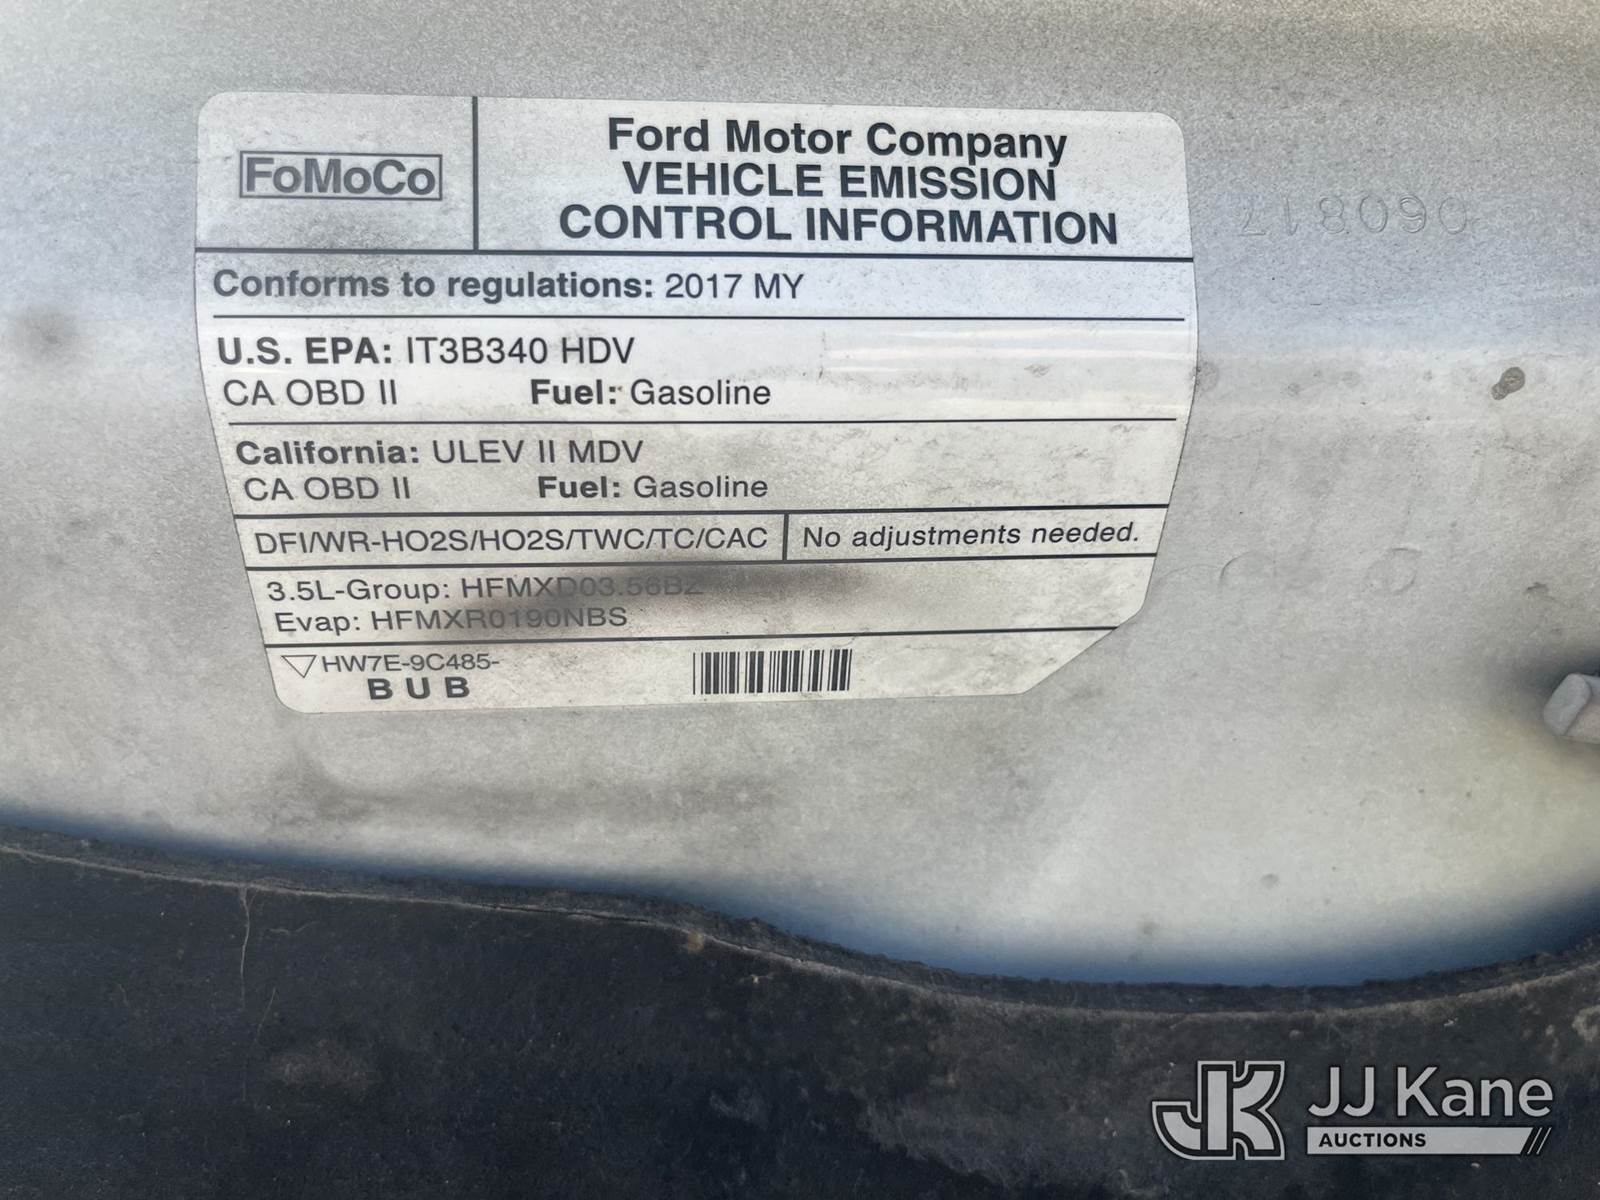 FoMoCo
Ford Motor Company
VEHICLE EMISSION
CONTROL INFORMATION
Conforms to regulations: 2017 MY
U.S. EPA: IT3B340 HDV
CA OBD II Fuel: Gasoline
California: ULEV II MDV
CA OBD II Fuel: Gasoline
DFI/WR-HO2S/HO2S/TWC/TC/CAC
No adjustments needed.
3.5L-Group: HFMXD03.56BZ
Evap: HFMXR0190NBS
HW7E-9C485-
BUB
060817
JK
JJ Kane
AUCTIONS